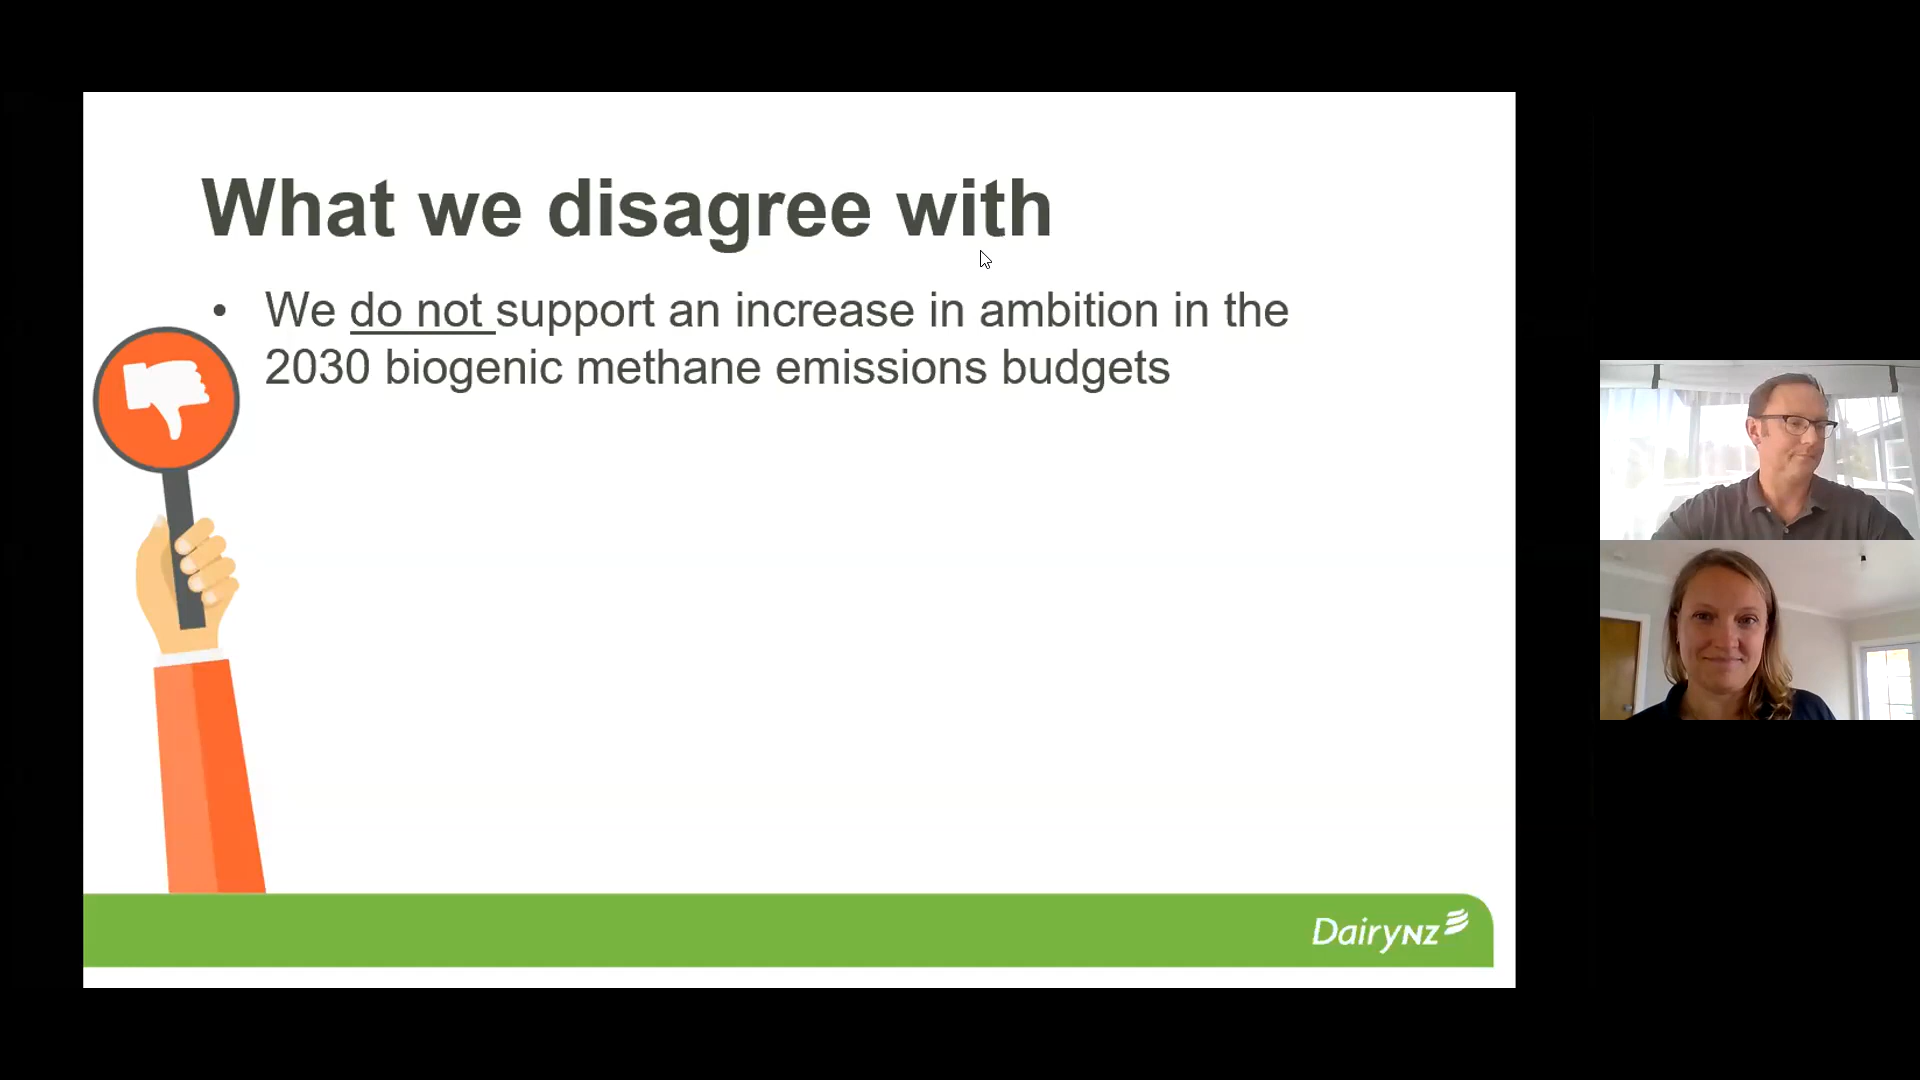 What we disagree with
• We do not support an increase in ambition in the
2030 biogenic methane emissions budgets
DairyNZ